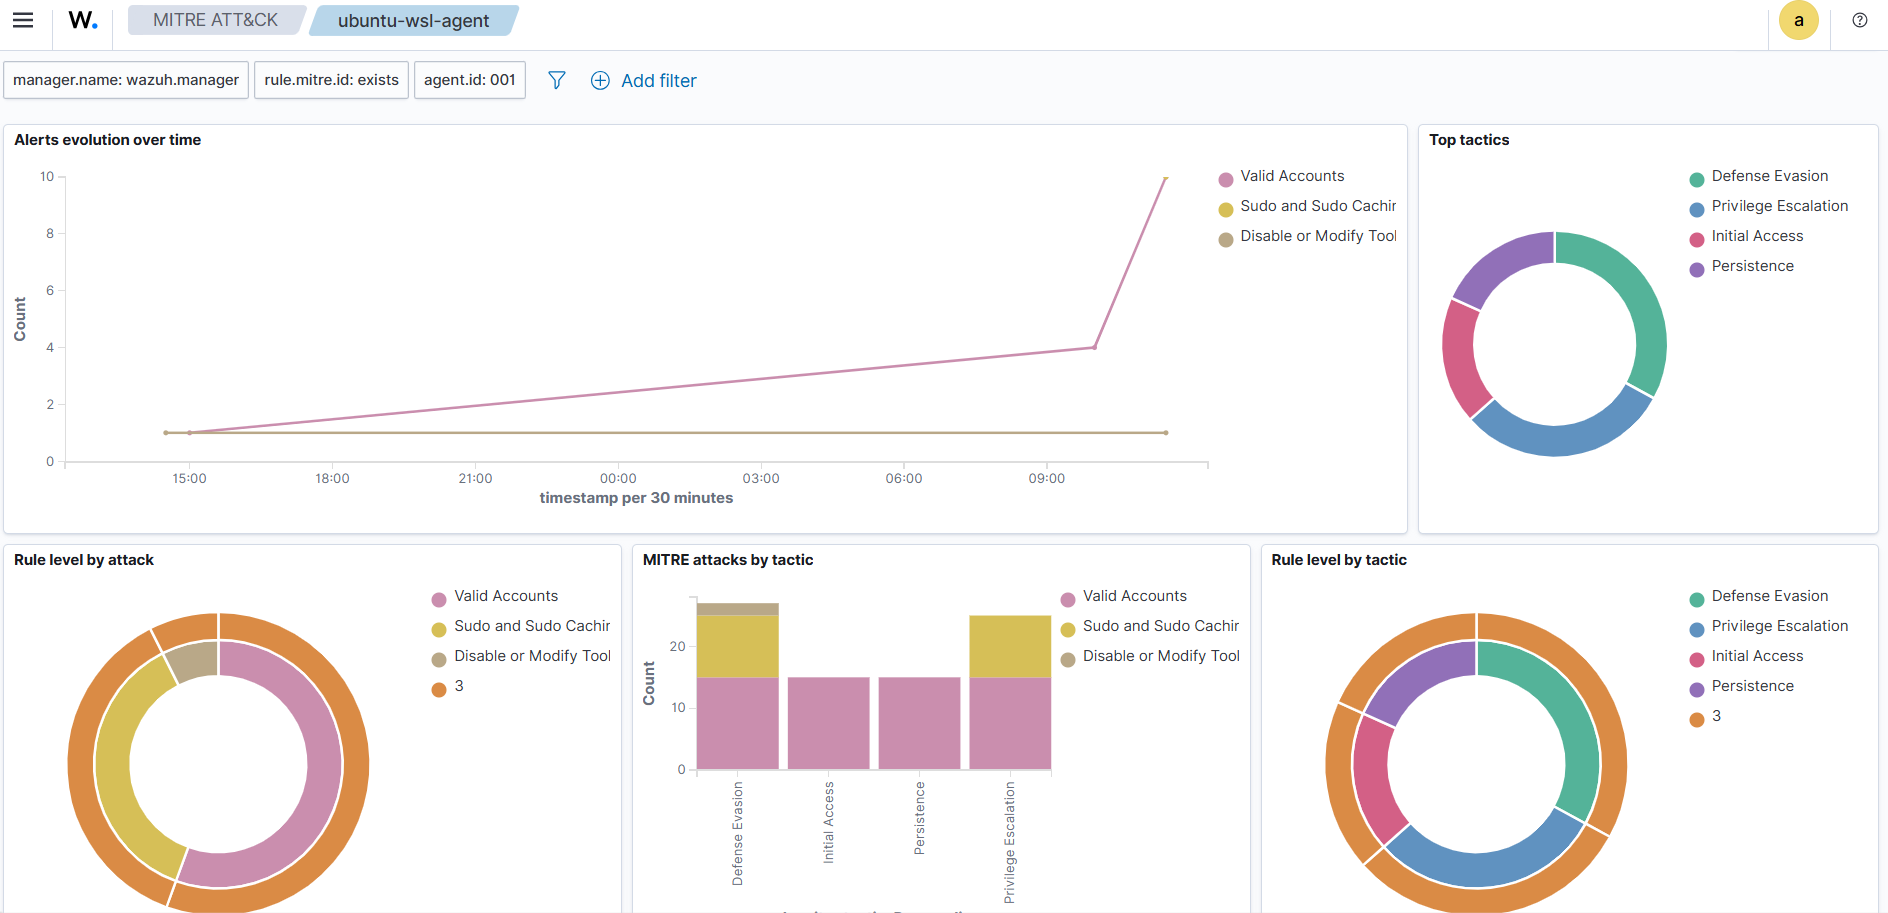 W.
MITRE ATT&CK
ubuntu-wsl-agent
a
manager.name: wazuh.manager
rule.mitre.id: exists
agent.id: 001
Add filter
Alerts evolution over time
10
8
6
4
2
0
Count
15:00
18:00
21:00
00:00
03:00
06:00
09:00
timestamp per 30 minutes
Valid Accounts
Sudo and Sudo Cachir
Disable or Modify Tool
Top tactics
Defense Evasion
Privilege Escalation
Initial Access
Persistence
Rule level by attack
Valid Accounts
Sudo and Sudo Cachir
Disable or Modify Tool
3
MITRE attacks by tactic
20
10
0
Count
Defense Evasion
Initial Access
Persistence
Privilege Escalation
Valid Accounts
Sudo and Sudo Cachir
Disable or Modify Tool
Rule level by tactic
Defense Evasion
Privilege Escalation
Initial Access
Persistence
3